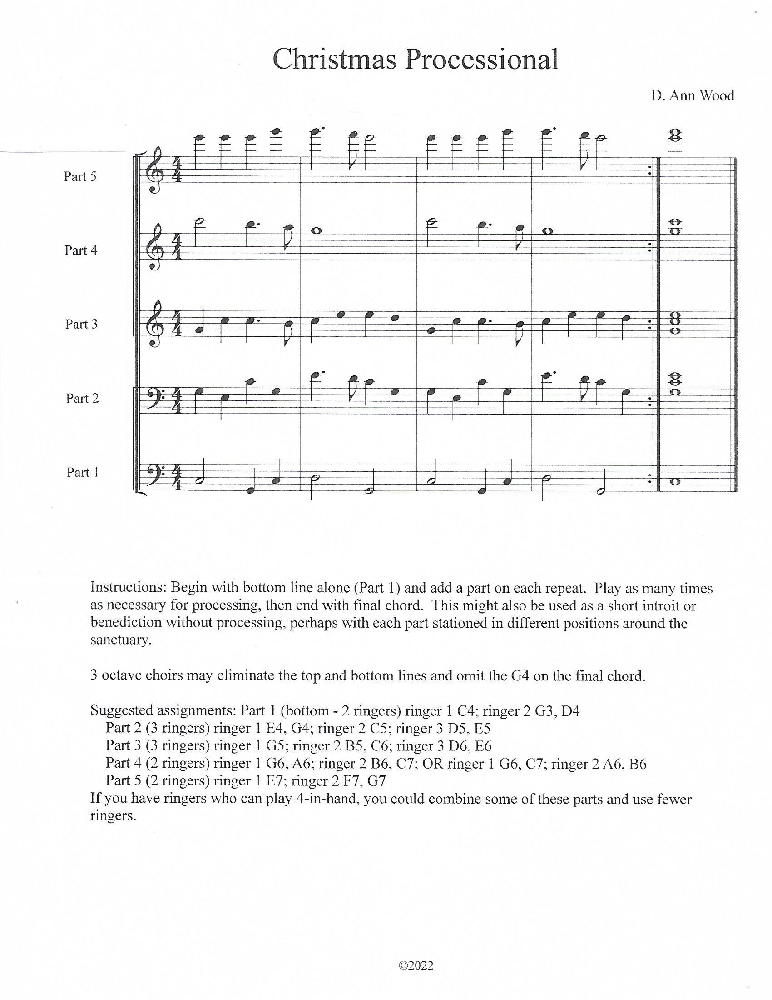 Christmas Processional
D. Ann Wood
Part 5
Part 4
Part 3
Part 2
Part 1
Instructions: Begin with bottom line alone (Part 1) and add a part on each repeat.  Play as many times
as necessary for processing, then end with final chord.  This might also be used as a short introit or
benediction without processing, perhaps with each part stationed in different positions around the
sanctuary.
3 octave choirs may eliminate the top and bottom lines and omit the G4 on the final chord.
Suggested assignments: Part 1 (bottom - 2 ringers) ringer 1 C4; ringer 2 G3, D4
Part 2 (3 ringers) ringer 1 E4, G4; ringer 2 C5; ringer 3 D5, E5
Part 3 (3 ringers) ringer 1 G5; ringer 2 B5, C6; ringer 3 D6, E6
Part 4 (2 ringers) ringer 1 G6, A6; ringer 2 B6, C7; OR ringer 1 G6, C7; ringer 2 A6, B6
Part 5 (2 ringers) ringer 1 E7; ringer 2 F7, G7
If you have ringers who can play 4-in-hand, you could combine some of these parts and use fewer
ringers.
©2022